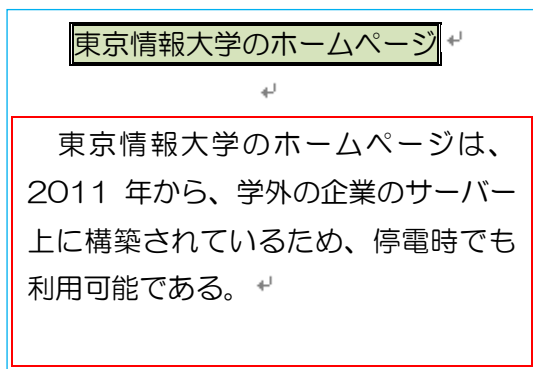 東京情報大学のホームページ
東京情報大学のホームページは、
2011 年から、学外の企業のサーバー
上に構築されているため、停電時でも
利用可能である。